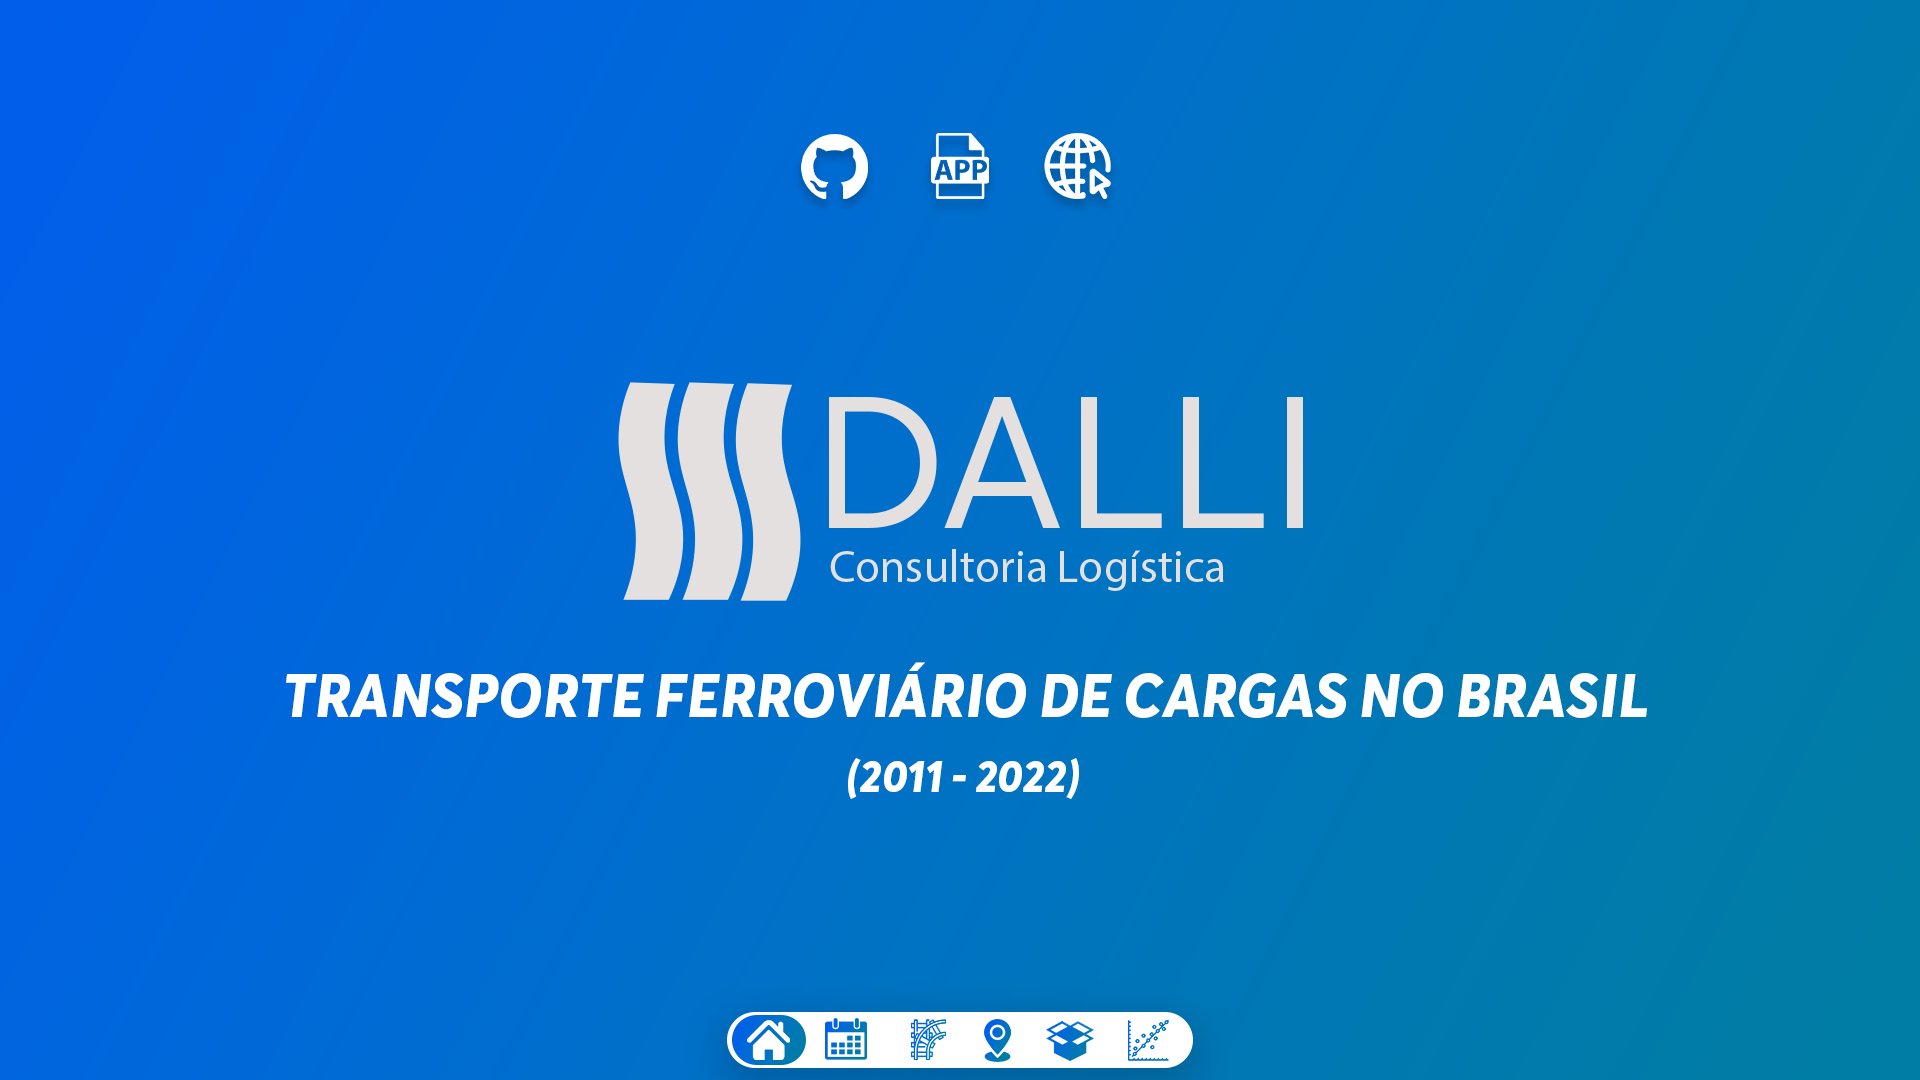 APP
DALLI
Consultoria Logística
TRANSPORTE FERROVIÁRIO DE CARGAS NO BRASIL
(2011 - 2022)